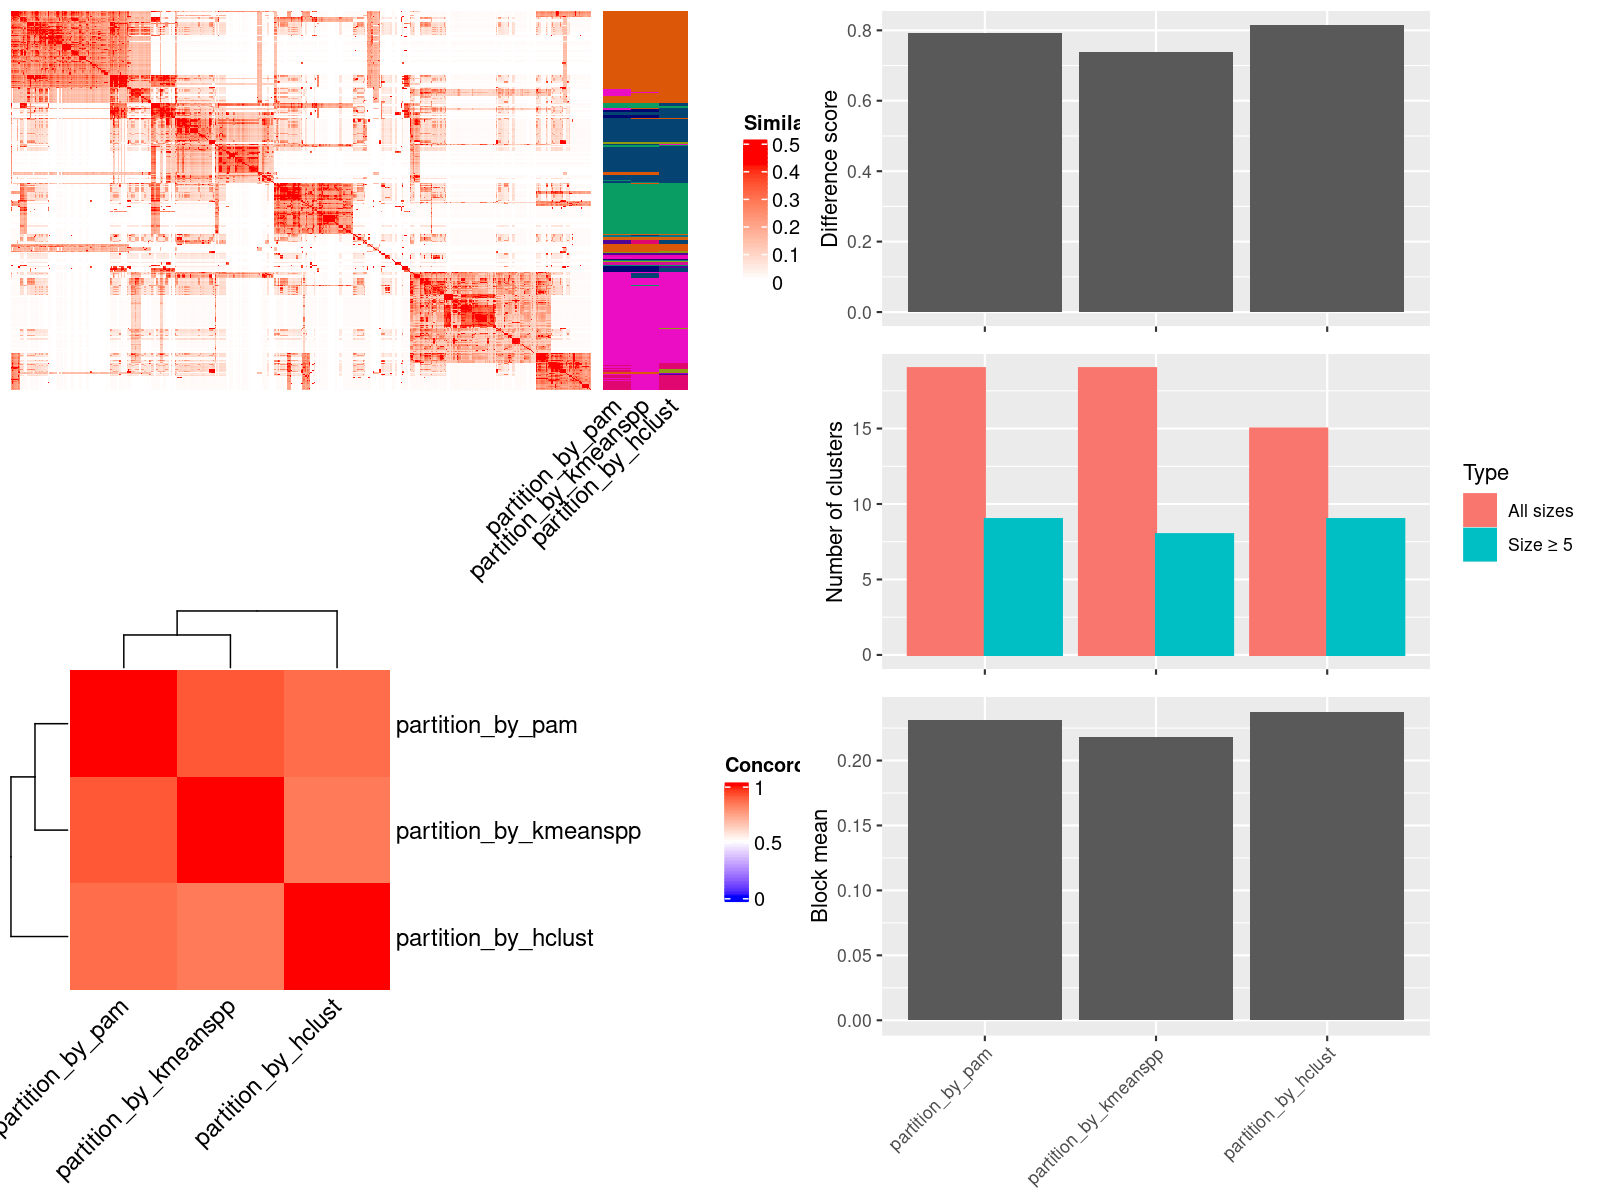 Simila
0.5
0.4
0.3
0.2
0.1
0
partition_by_pam
partition_by_kmeanspp
partition_by_hclust
partition_by_pam
partition_by_kmeanspp
partition_by_hclust
Concord
1
0.5
0
partition_by_pam
partition_by_kmeanspp
partition_by_hclust
Difference score
0.8
0.6
0.4
0.2
0.0
Number of clusters
15
10
5
0
Type
All sizes
Size ≥ 5
Block mean
0.20
0.15
0.10
0.05
0.00
partition_by_pam
partition_by_kmeanspp
partition_by_hclust